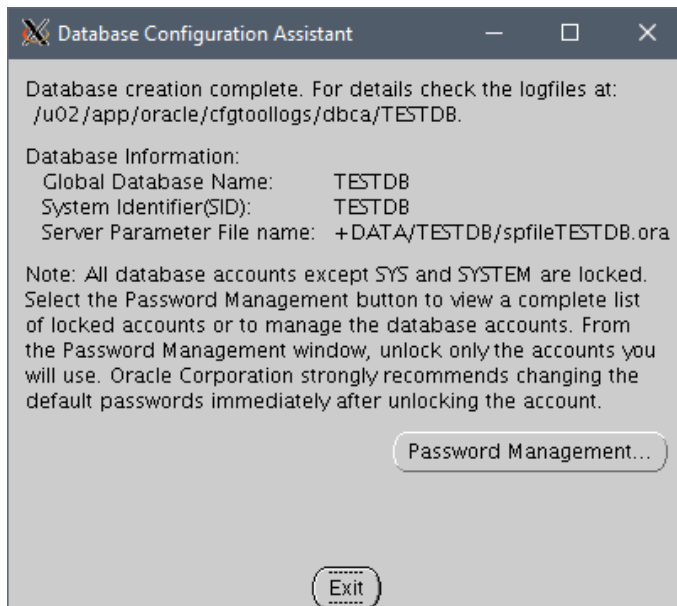 Database Configuration Assistant
Database creation complete. For details check the logfiles at:
/u02/app/oracle/cfgtoollogs/dbca/TESTDB.
Database Information:
Global Database Name: TESTDB
System Identifier(SID): TESTDB
Server Parameter File name: +DATA/TESTDB/spfileTESTDB.ora
Note: All database accounts except SYS and SYSTEM are locked.
Select the Password Management button to view a complete list
of locked accounts or to manage the database accounts. From
the Password Management window, unlock only the accounts you
will use. Oracle Corporation strongly recommends changing the
default passwords immediately after unlocking the account.
Password Management...
Exit